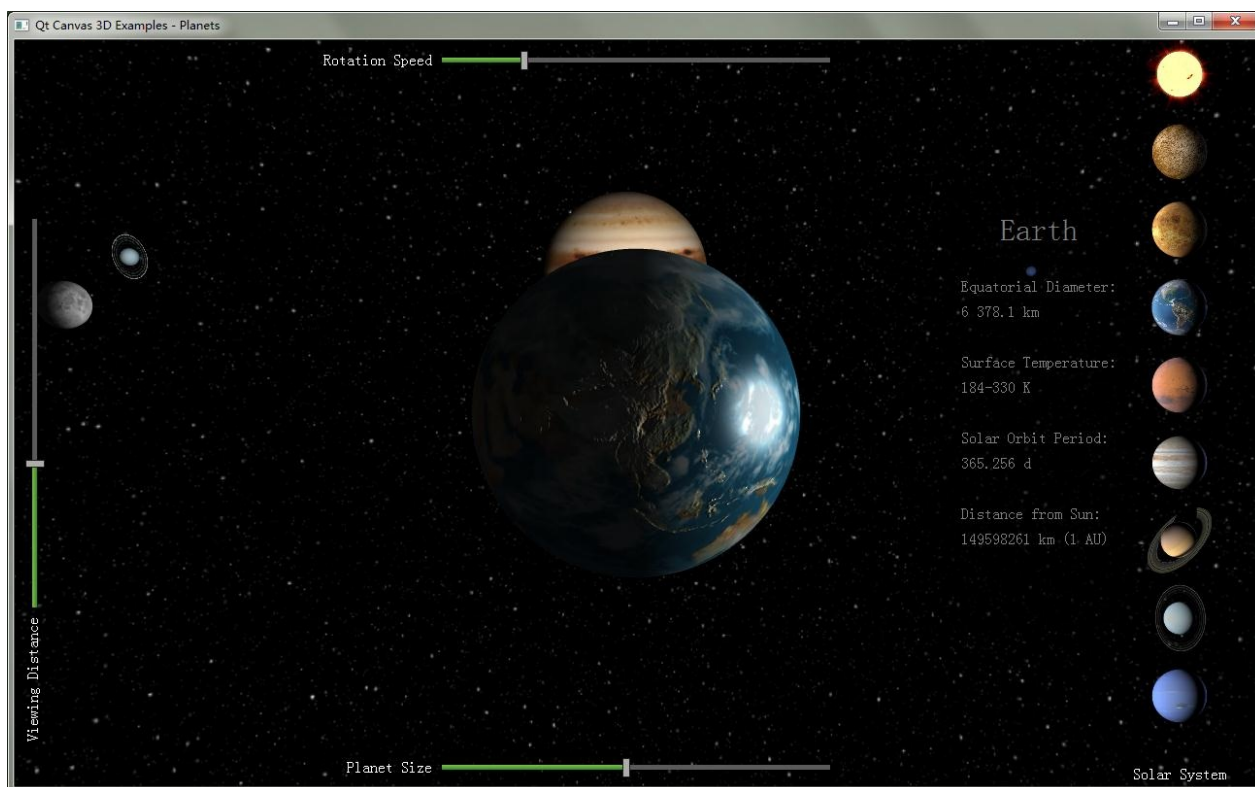 Qt Canvas 3D Examples - Planets
Rotation Speed
Earth
Equatorial Diameter:
6 378.1 km
Surface Temperature:
184-330 K
Solar Orbit Period:
365.256 d
Distance from Sun:
149598261 km (1 AU)
Viewing Distance
Planet Size
Solar System